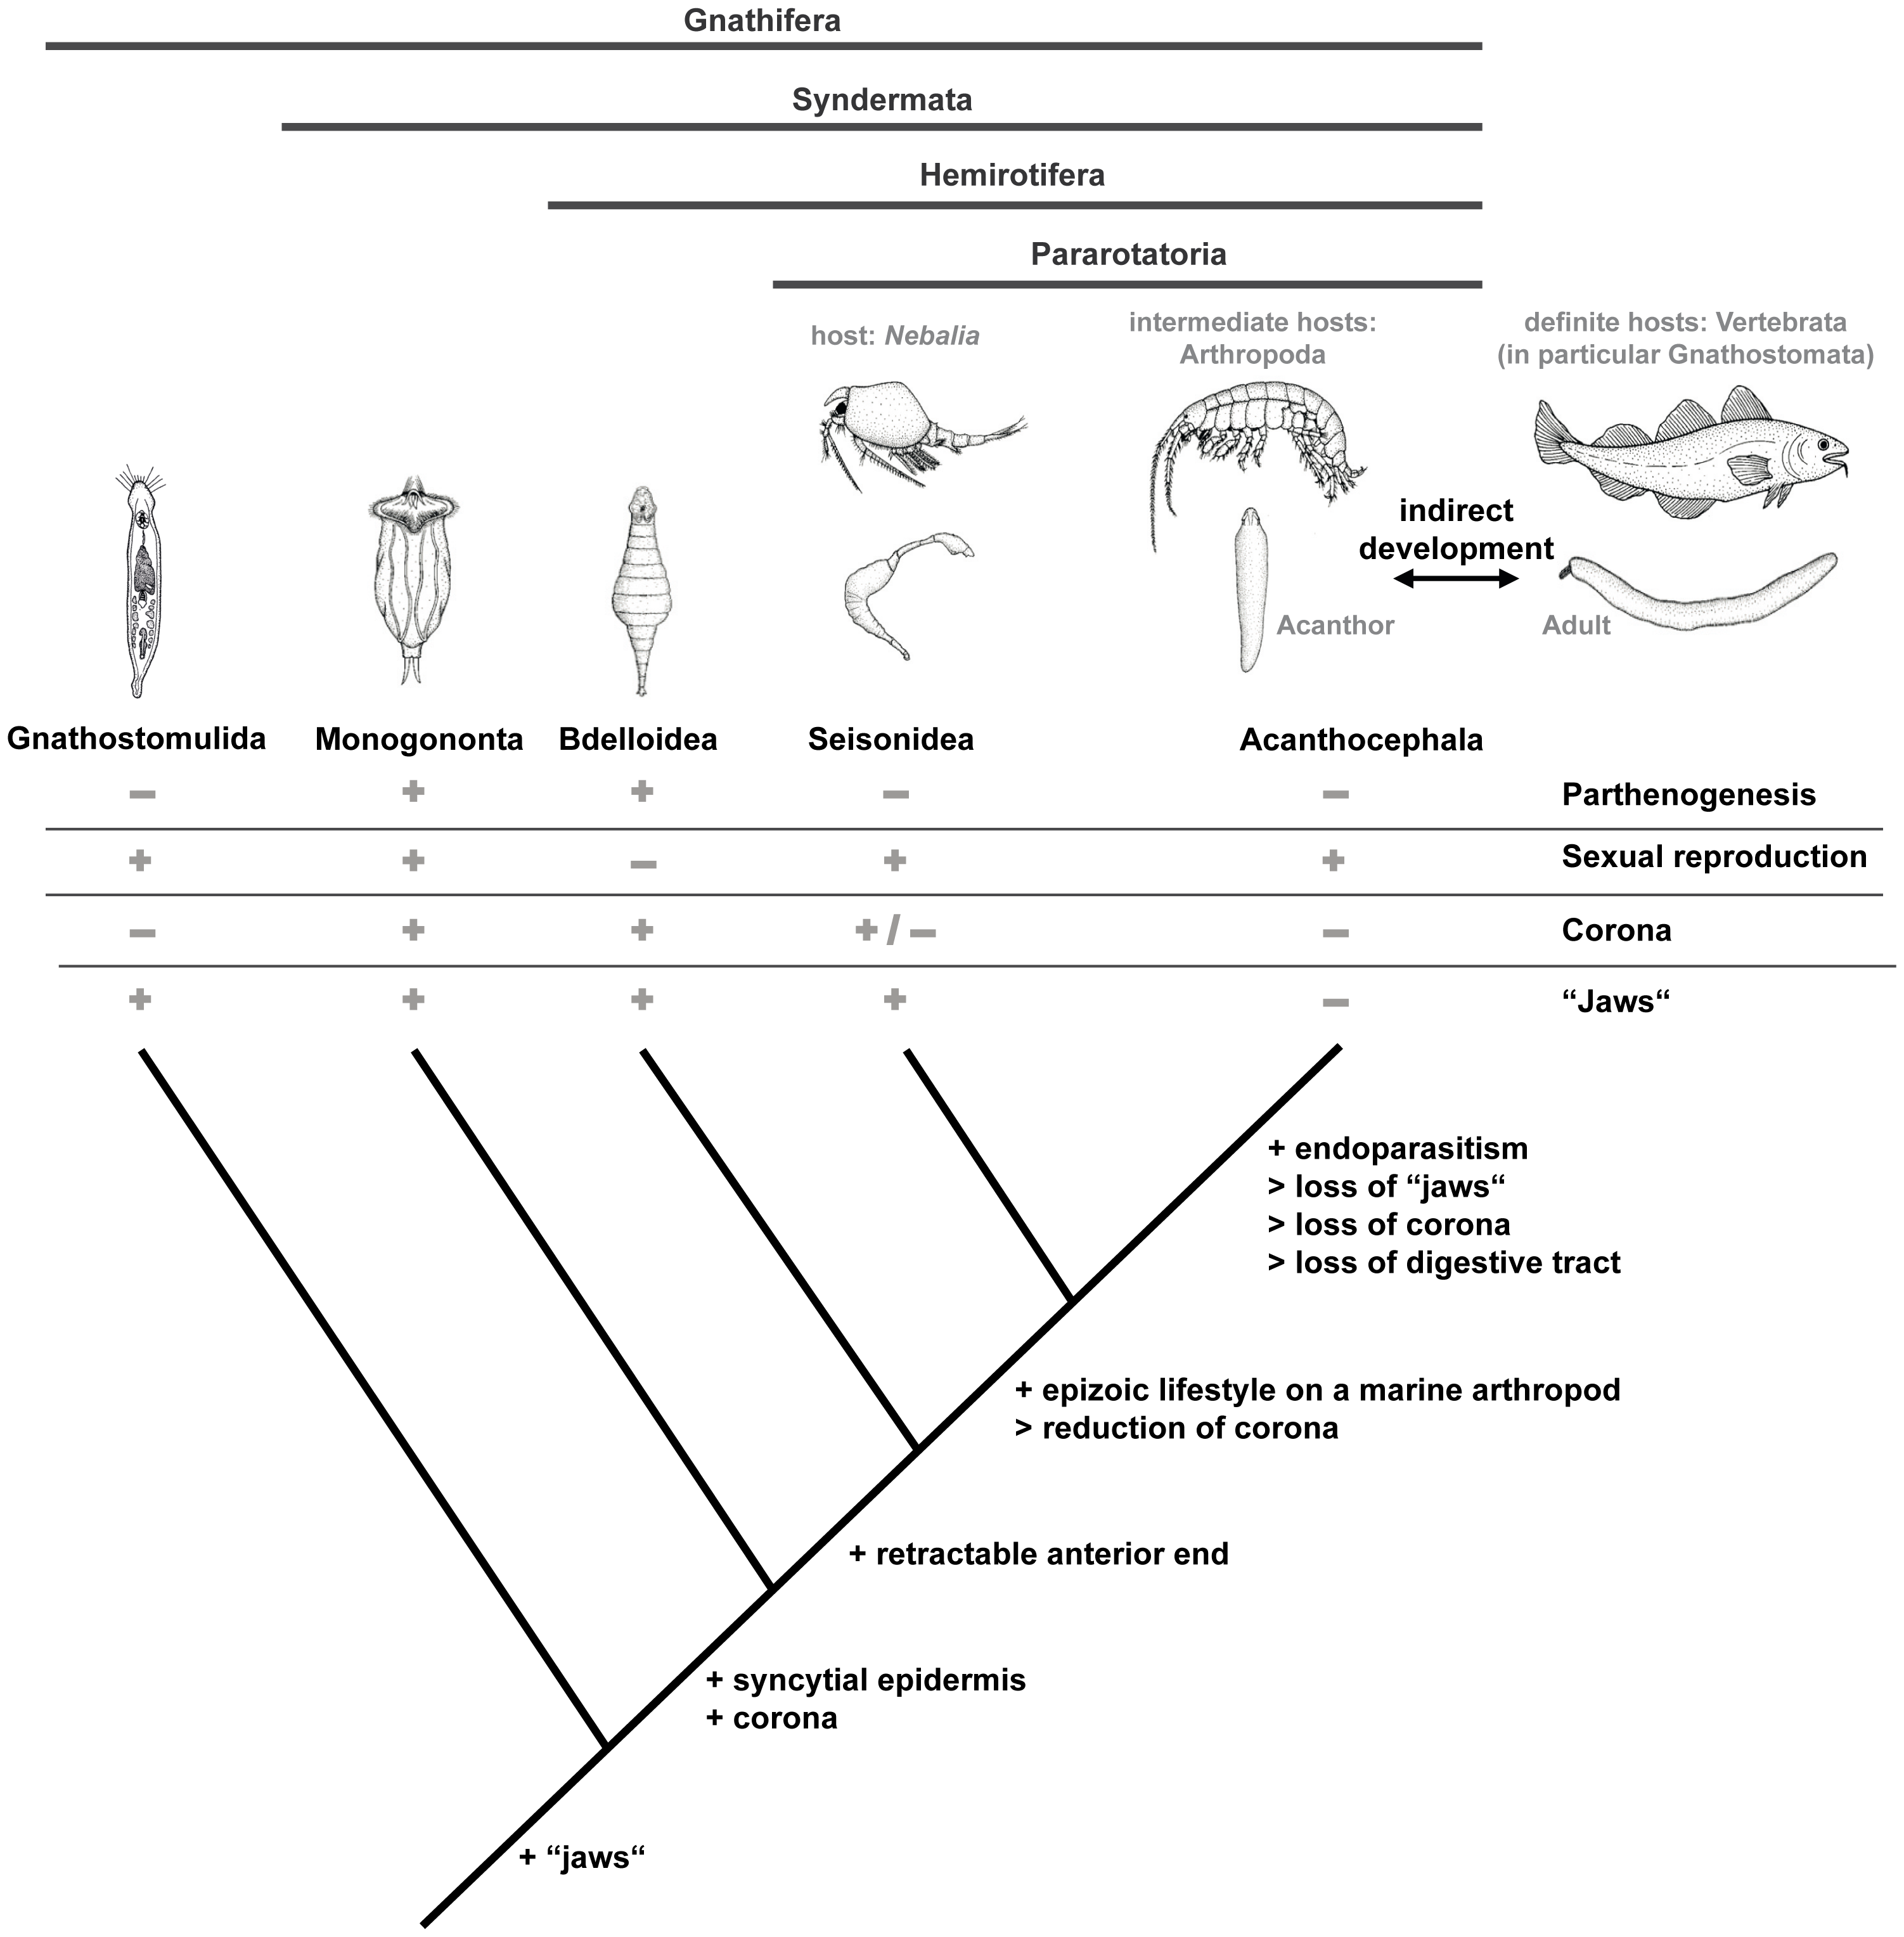 Gnathifera
Syndermata
Hemirotifera
Pararotatoria
host: Nebalia
intermediate hosts:
Arthropoda
definite hosts: Vertebrata
(in particular Gnathostomata)
indirect
development
Acanthor
Adult
Gnathostomulida Monogononta Bdelloidea Seisonidea Acanthocephala
– + + – – Parthenogenesis
+ + – + + Sexual reproduction
– + + + / – – Corona
+ + + + – “Jaws“
+ endoparasitism
> loss of “jaws“
> loss of corona
> loss of digestive tract
+ epizoic lifestyle on a marine arthropod
> reduction of corona
+ retractable anterior end
+ syncytial epidermis
+ corona
+ “jaws“